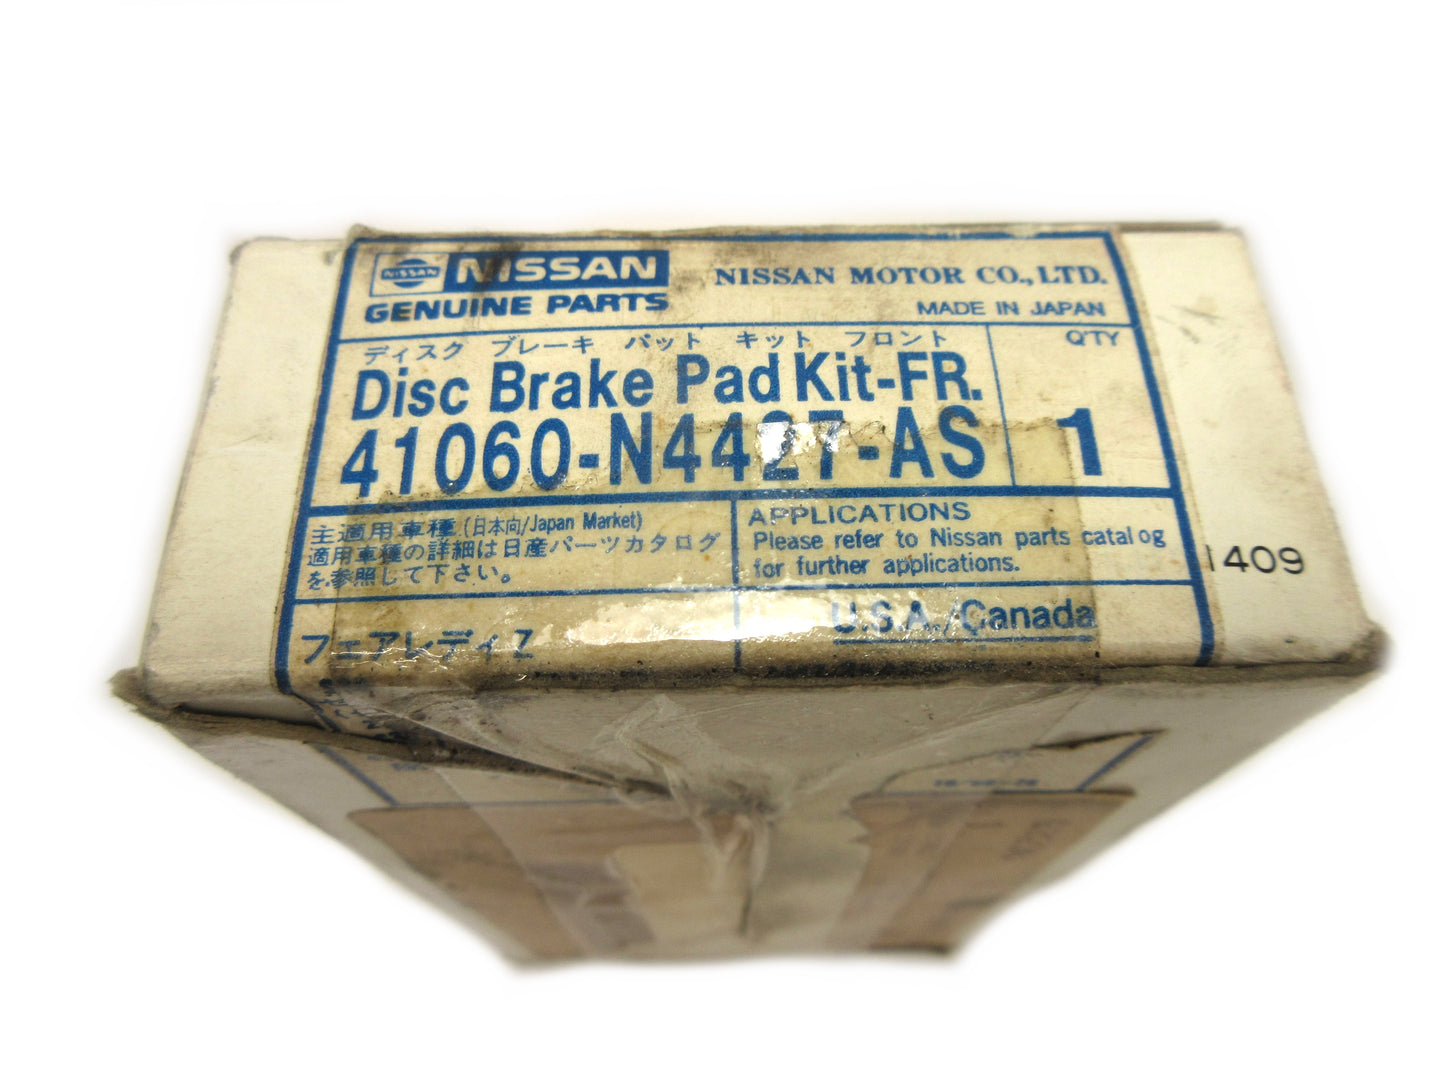 NISSAN NISSAN NISSAN MOTOR CO., LTD.
GENUINE PARTS MADE IN JAPAN
ディスク ブレーキ パット キット フロント QTY
Disc Brake Pad Kit-FR.
41060-N4427-AS 1
主適用車種(日本向/Japan Market)
適用車種の詳細は日産パーツカタログ
を参照して下さい。
APPLICATIONS
Please refer to Nissan parts catalog
for further applications.
1409
フェアレディZ
U.S.A./Canada